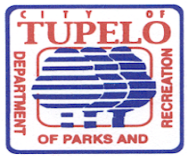 CITY OF
TUPELO
DEPARTMENT
OF PARKS AND
RECREATION